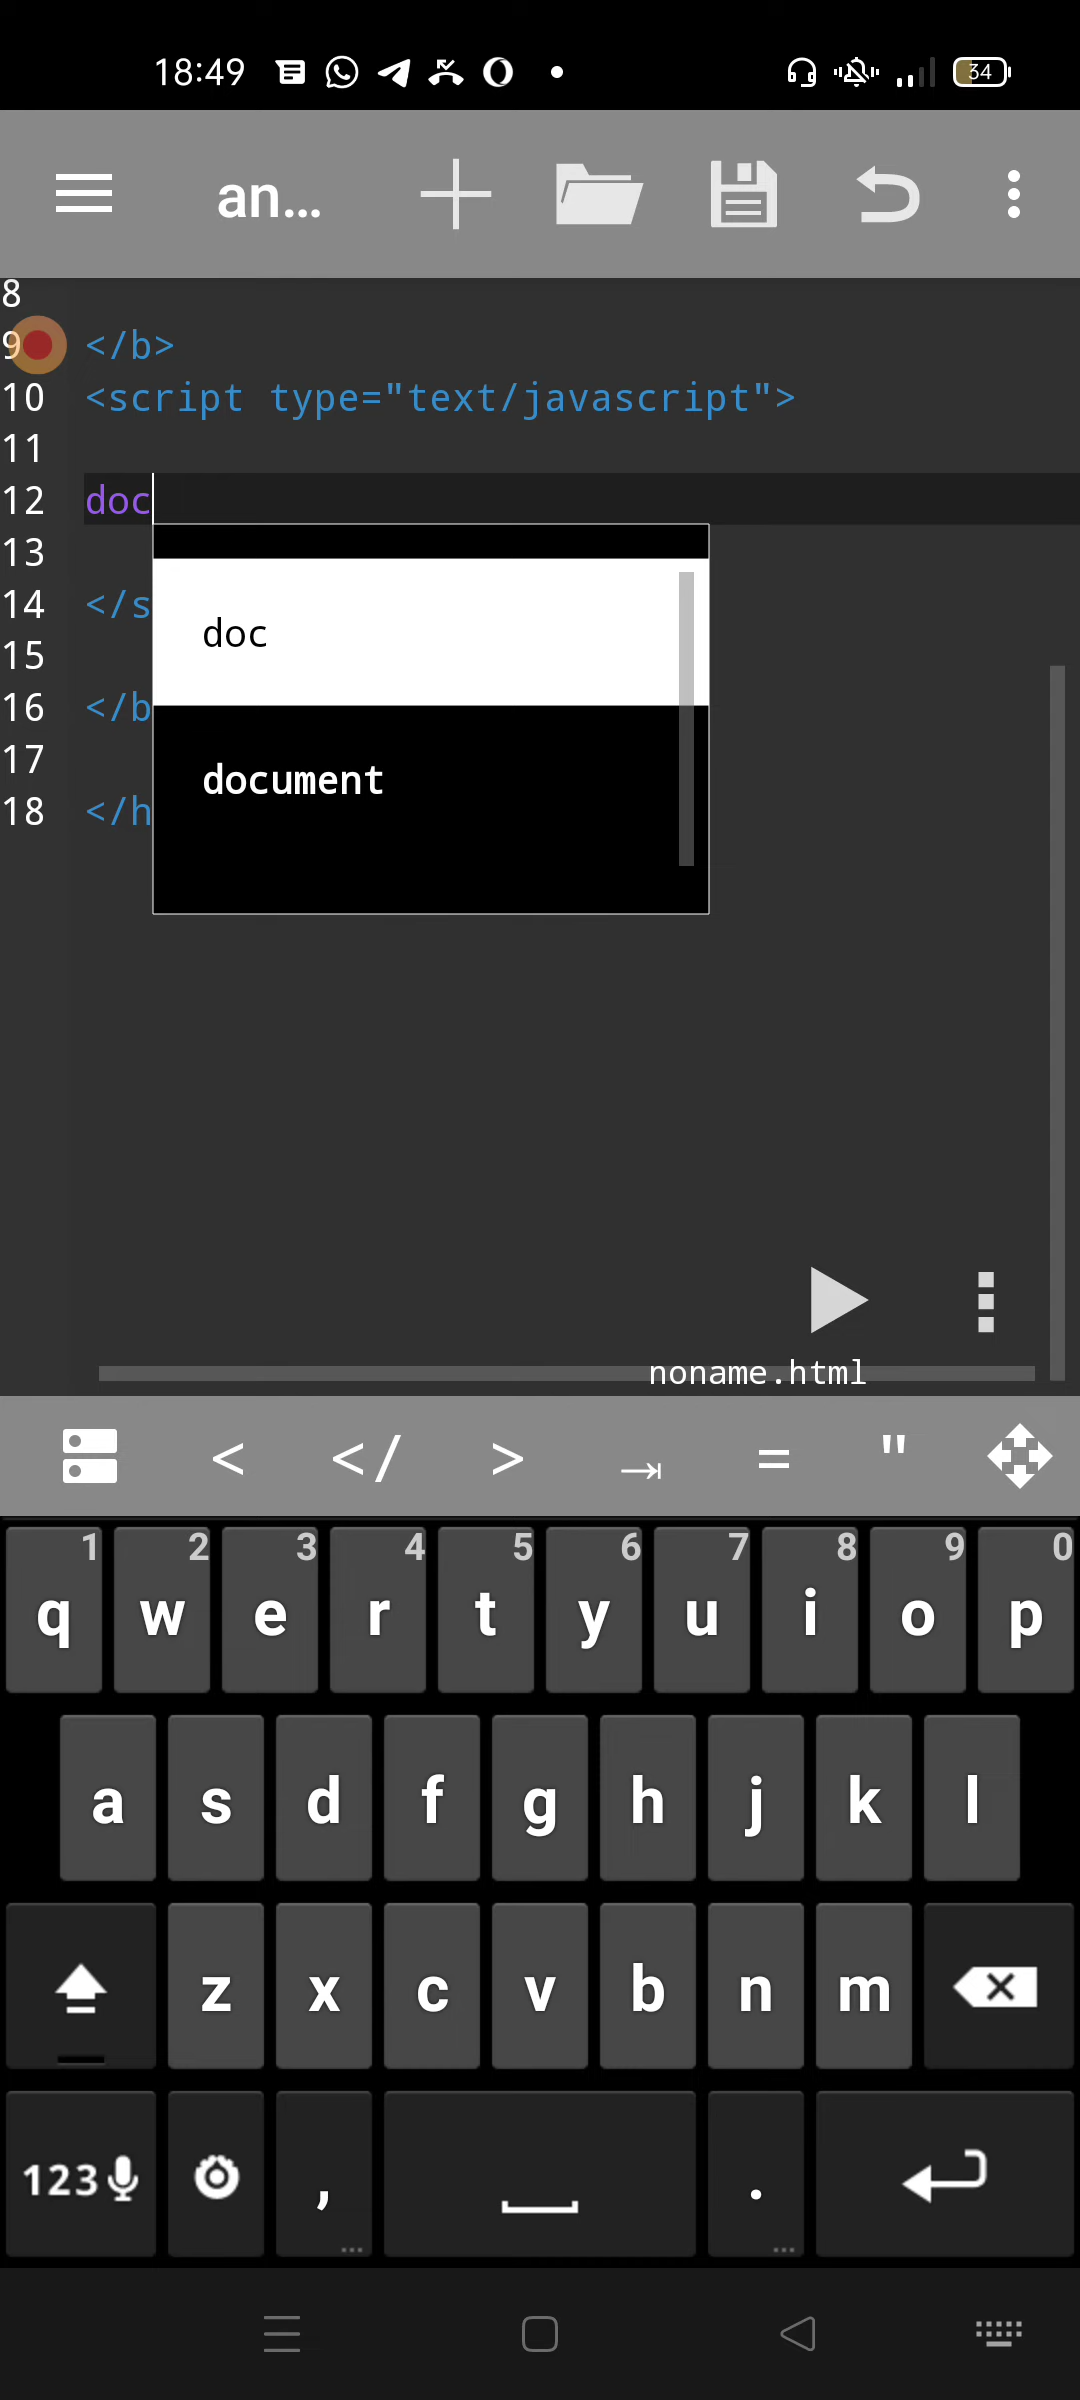 18:49
34
an...
8
9 </b>
10 <script type="text/javascript">
11
12 doc
13
doc
14 </s
15
16 </b
17
document
18 </h
noname.html
< </ > = "
1 2 3 4 5 6 7 8 9 0
q w e r t y u i o p
a s d f g h j k l
z x c v b n m
123 , .